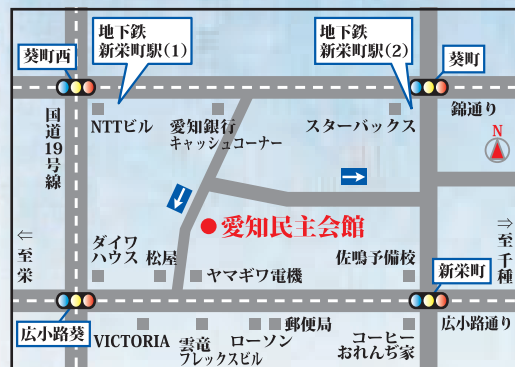 地下鉄
新栄町駅(1)
地下鉄
新栄町駅(2)
葵町西
葵町
国道19号線
NTTビル
愛知銀行
キャッシュコーナー
スターバックス
錦通り
N
愛知民主会館
⇐至栄
⇒至千種
ダイワ
ハウス
松屋
ヤマギワ電機
佐鳴予備校
新栄町
広小路葵
VICTORIA
雲竜
フレックスビル
ローソン
郵便局
コーヒー
おれんぢ家
広小路通り